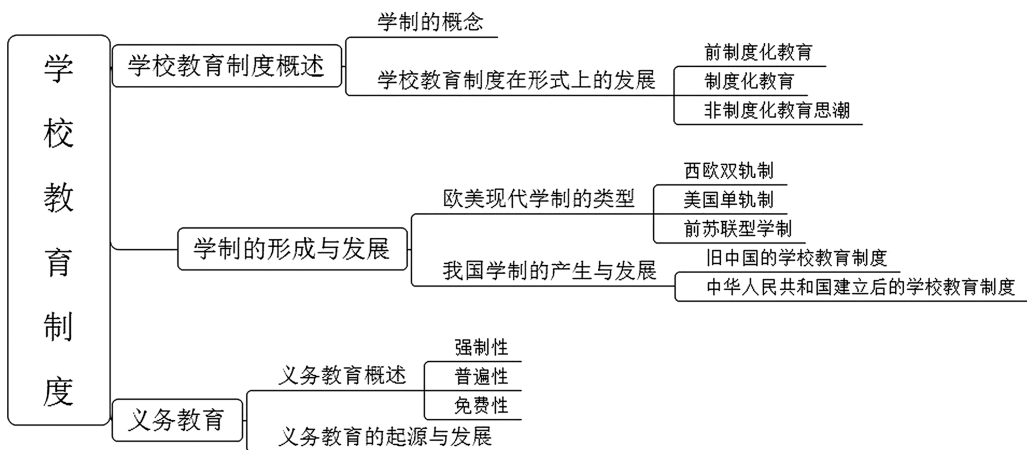 学校教育制度
学校教育制度概述
学制的概念
学校教育制度在形式上的发展
前制度化教育
制度化教育
非制度化教育思潮
学制的形成与发展
欧美现代学制的类型
西欧双轨制
美国单轨制
前苏联型学制
我国学制的产生与发展
旧中国的学校教育制度
中华人民共和国建立后的学校教育制度
义务教育
义务教育概述
强制性
普遍性
免费性
义务教育的起源与发展